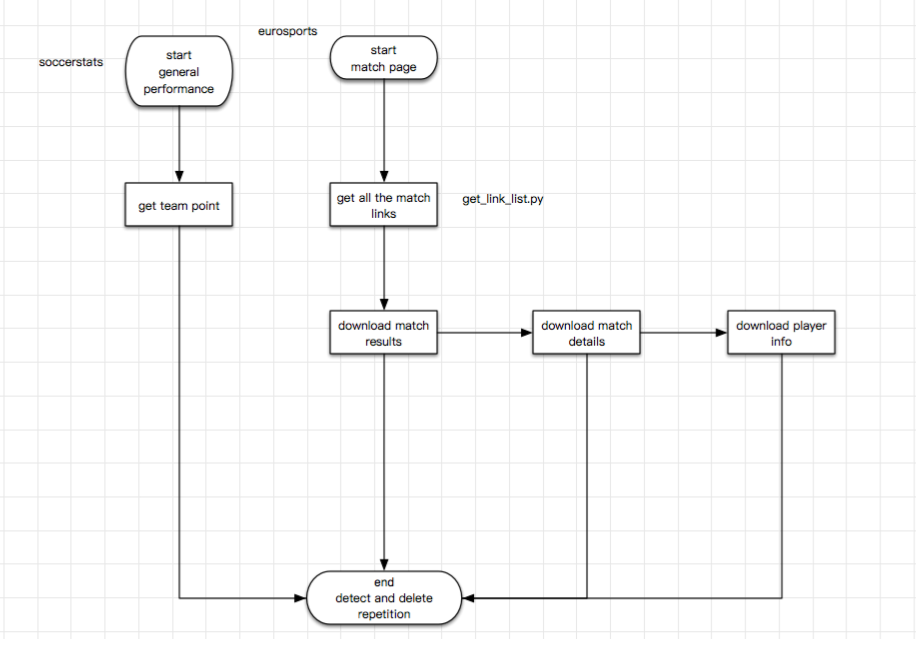 eurosports
soccerstats
start
general
performance
start
match page
get team point
get all the match
links
get_link_list.py
download match
results
download match
details
download player
info
end
detect and delete
repetition